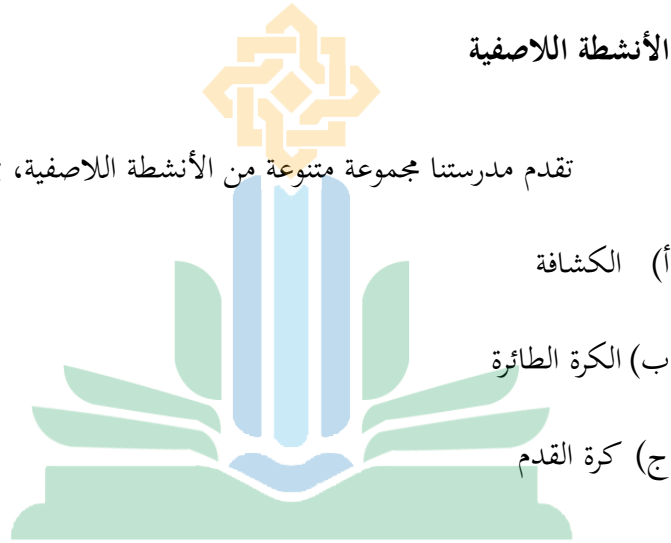 الأنشطة اللاصفية
تقدم مدرستنا مجموعة متنوعة من الأنشطة اللاصفية،
أ) الكشافة
ب) الكرة الطائرة
ج) كرة القدم